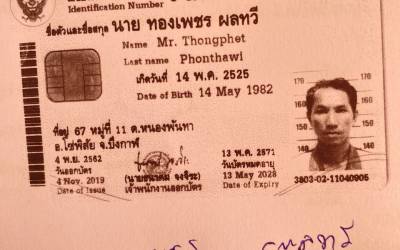 Identification Number
ชื่อตัวและชื่อสกุล นาย ทองเพชร ผลทวี
Name Mr. Thongphet
Last name Phonthawi
เกิดวันที่ 14 พ.ค. 2525
Date of Birth 14 May 1982
ที่อยู่ 67 หมู่ที่ 11 ต.หนองพันทา
อ.โซ่พิสัย จ.บึงกาฬ
4 พ.ย. 2562
วันออกบัตร
4 Nov. 2019
Date of Issue
เจ้าพนักงานออกบัตร
13 พ.ค. 2571
วันบัตรหมดอายุ
13 May 2028
Date of Expiry
170 170
160 160
150 150
3803-02-11040905